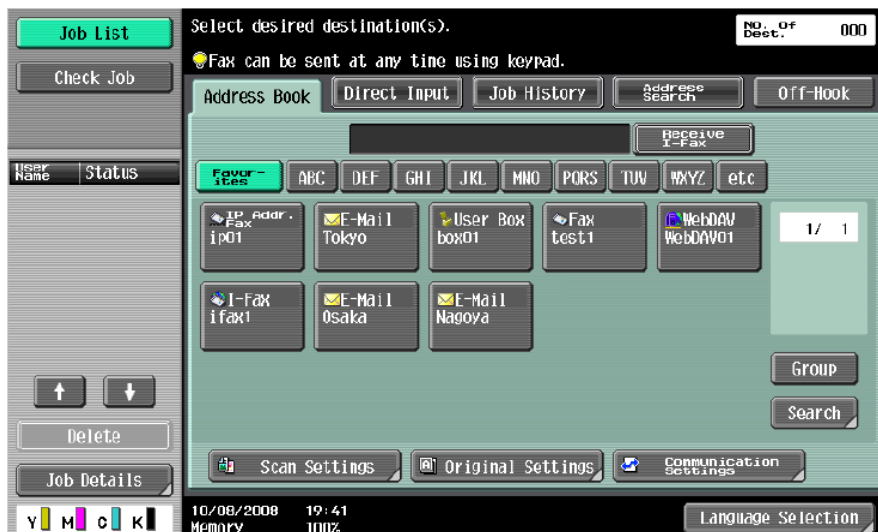 Job List
Check Job
User Name Status
Delete
Job Details
Y M C K
Select desired destination(s).
NO. Of Dest. 000
Fax can be sent at any time using keypad.
Address Book Direct Input Job History Address Search Off-Hook
Receive I-Fax
Favor-ites ABC DEF GHI JKL MNO PQRS TUV WXYZ etc
IP Addr. Fax E-Mail User Box Fax WebDAV
ip01 Tokyo box01 test1 WebDAV01
1/ 1
I-Fax E-Mail E-Mail
ifax1 Osaka Nagoya
Group
Search
Scan Settings Original Settings Communication Settings
10/08/2008 19:41
Memory 100%
Language Selection